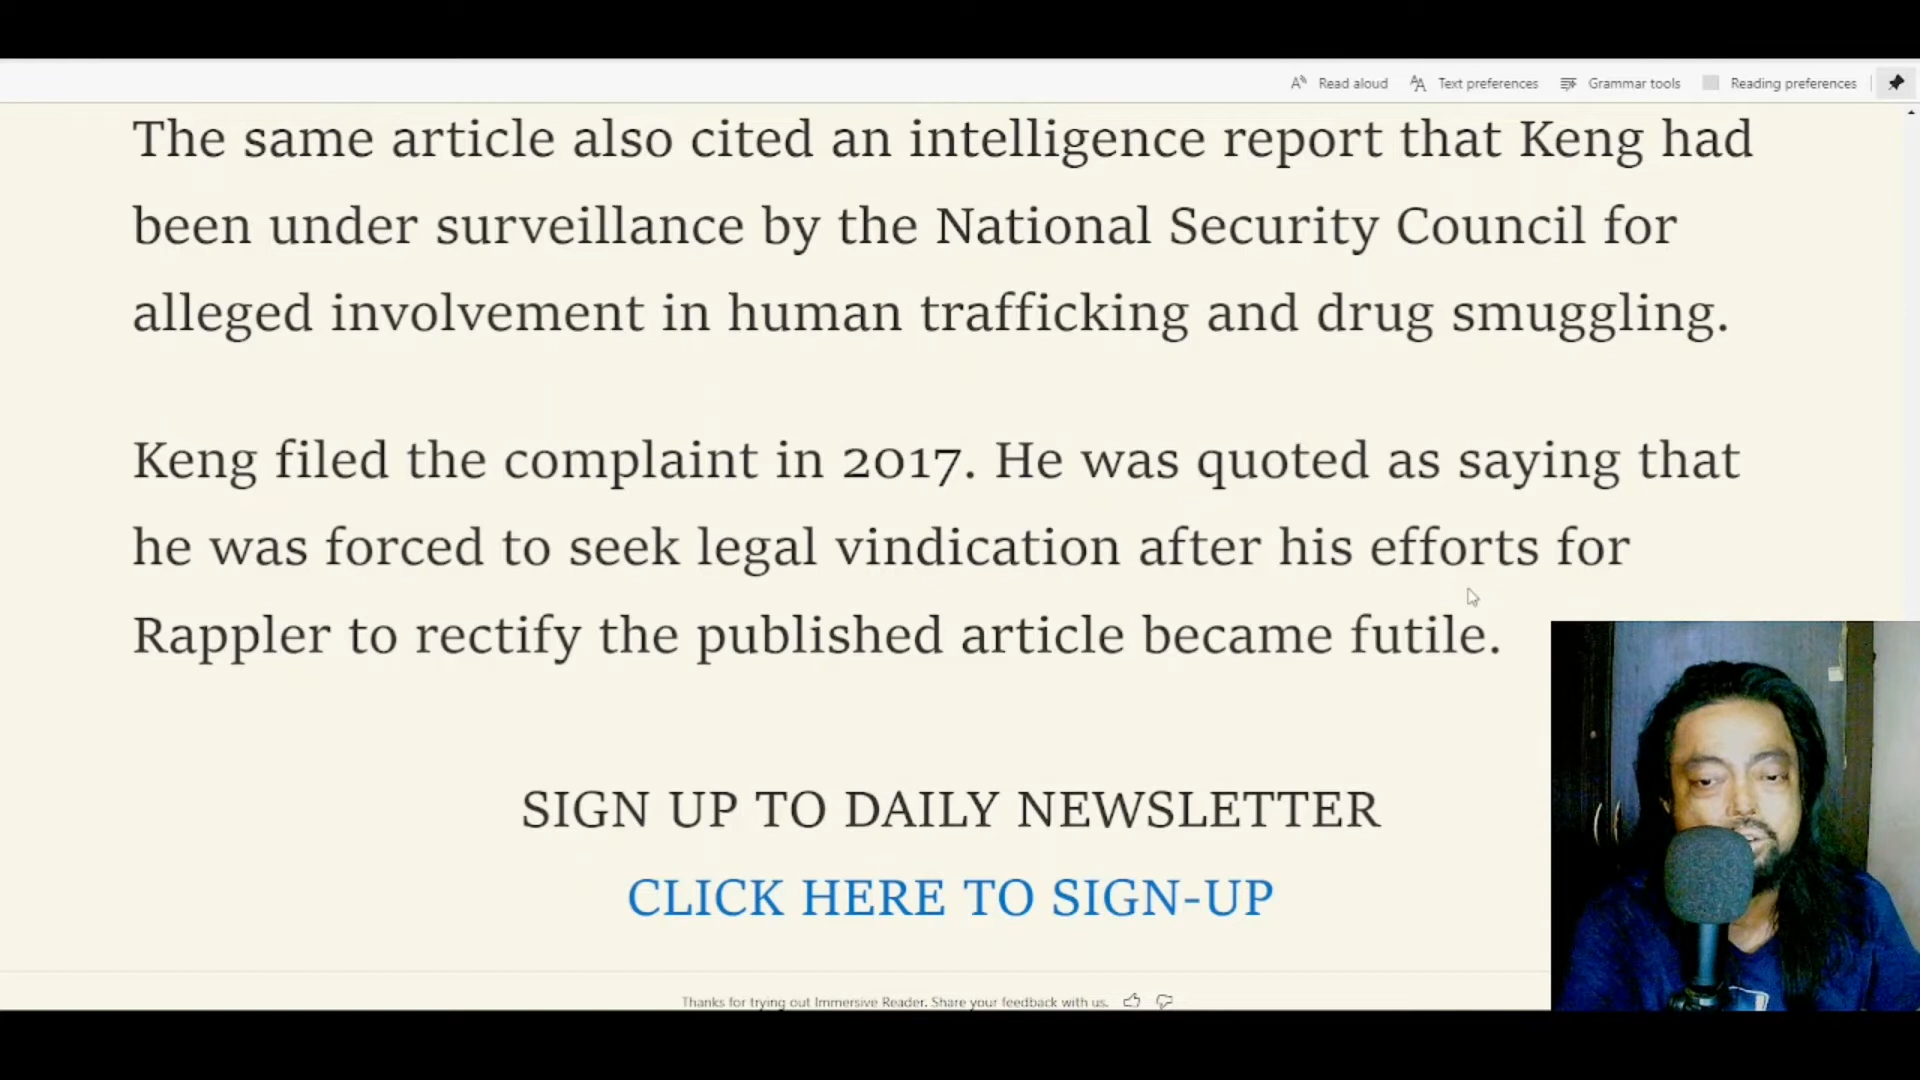 Read aloud Text preferences Grammar tools Reading preferences
The same article also cited an intelligence report that Keng had
been under surveillance by the National Security Council for
alleged involvement in human trafficking and drug smuggling.
Keng filed the complaint in 2017. He was quoted as saying that
he was forced to seek legal vindication after his efforts for
Rappler to rectify the published article became futile.
SIGN UP TO DAILY NEWSLETTER
CLICK HERE TO SIGN-UP
Thanks for trying out Immersive Reader. Share your feedback with us.